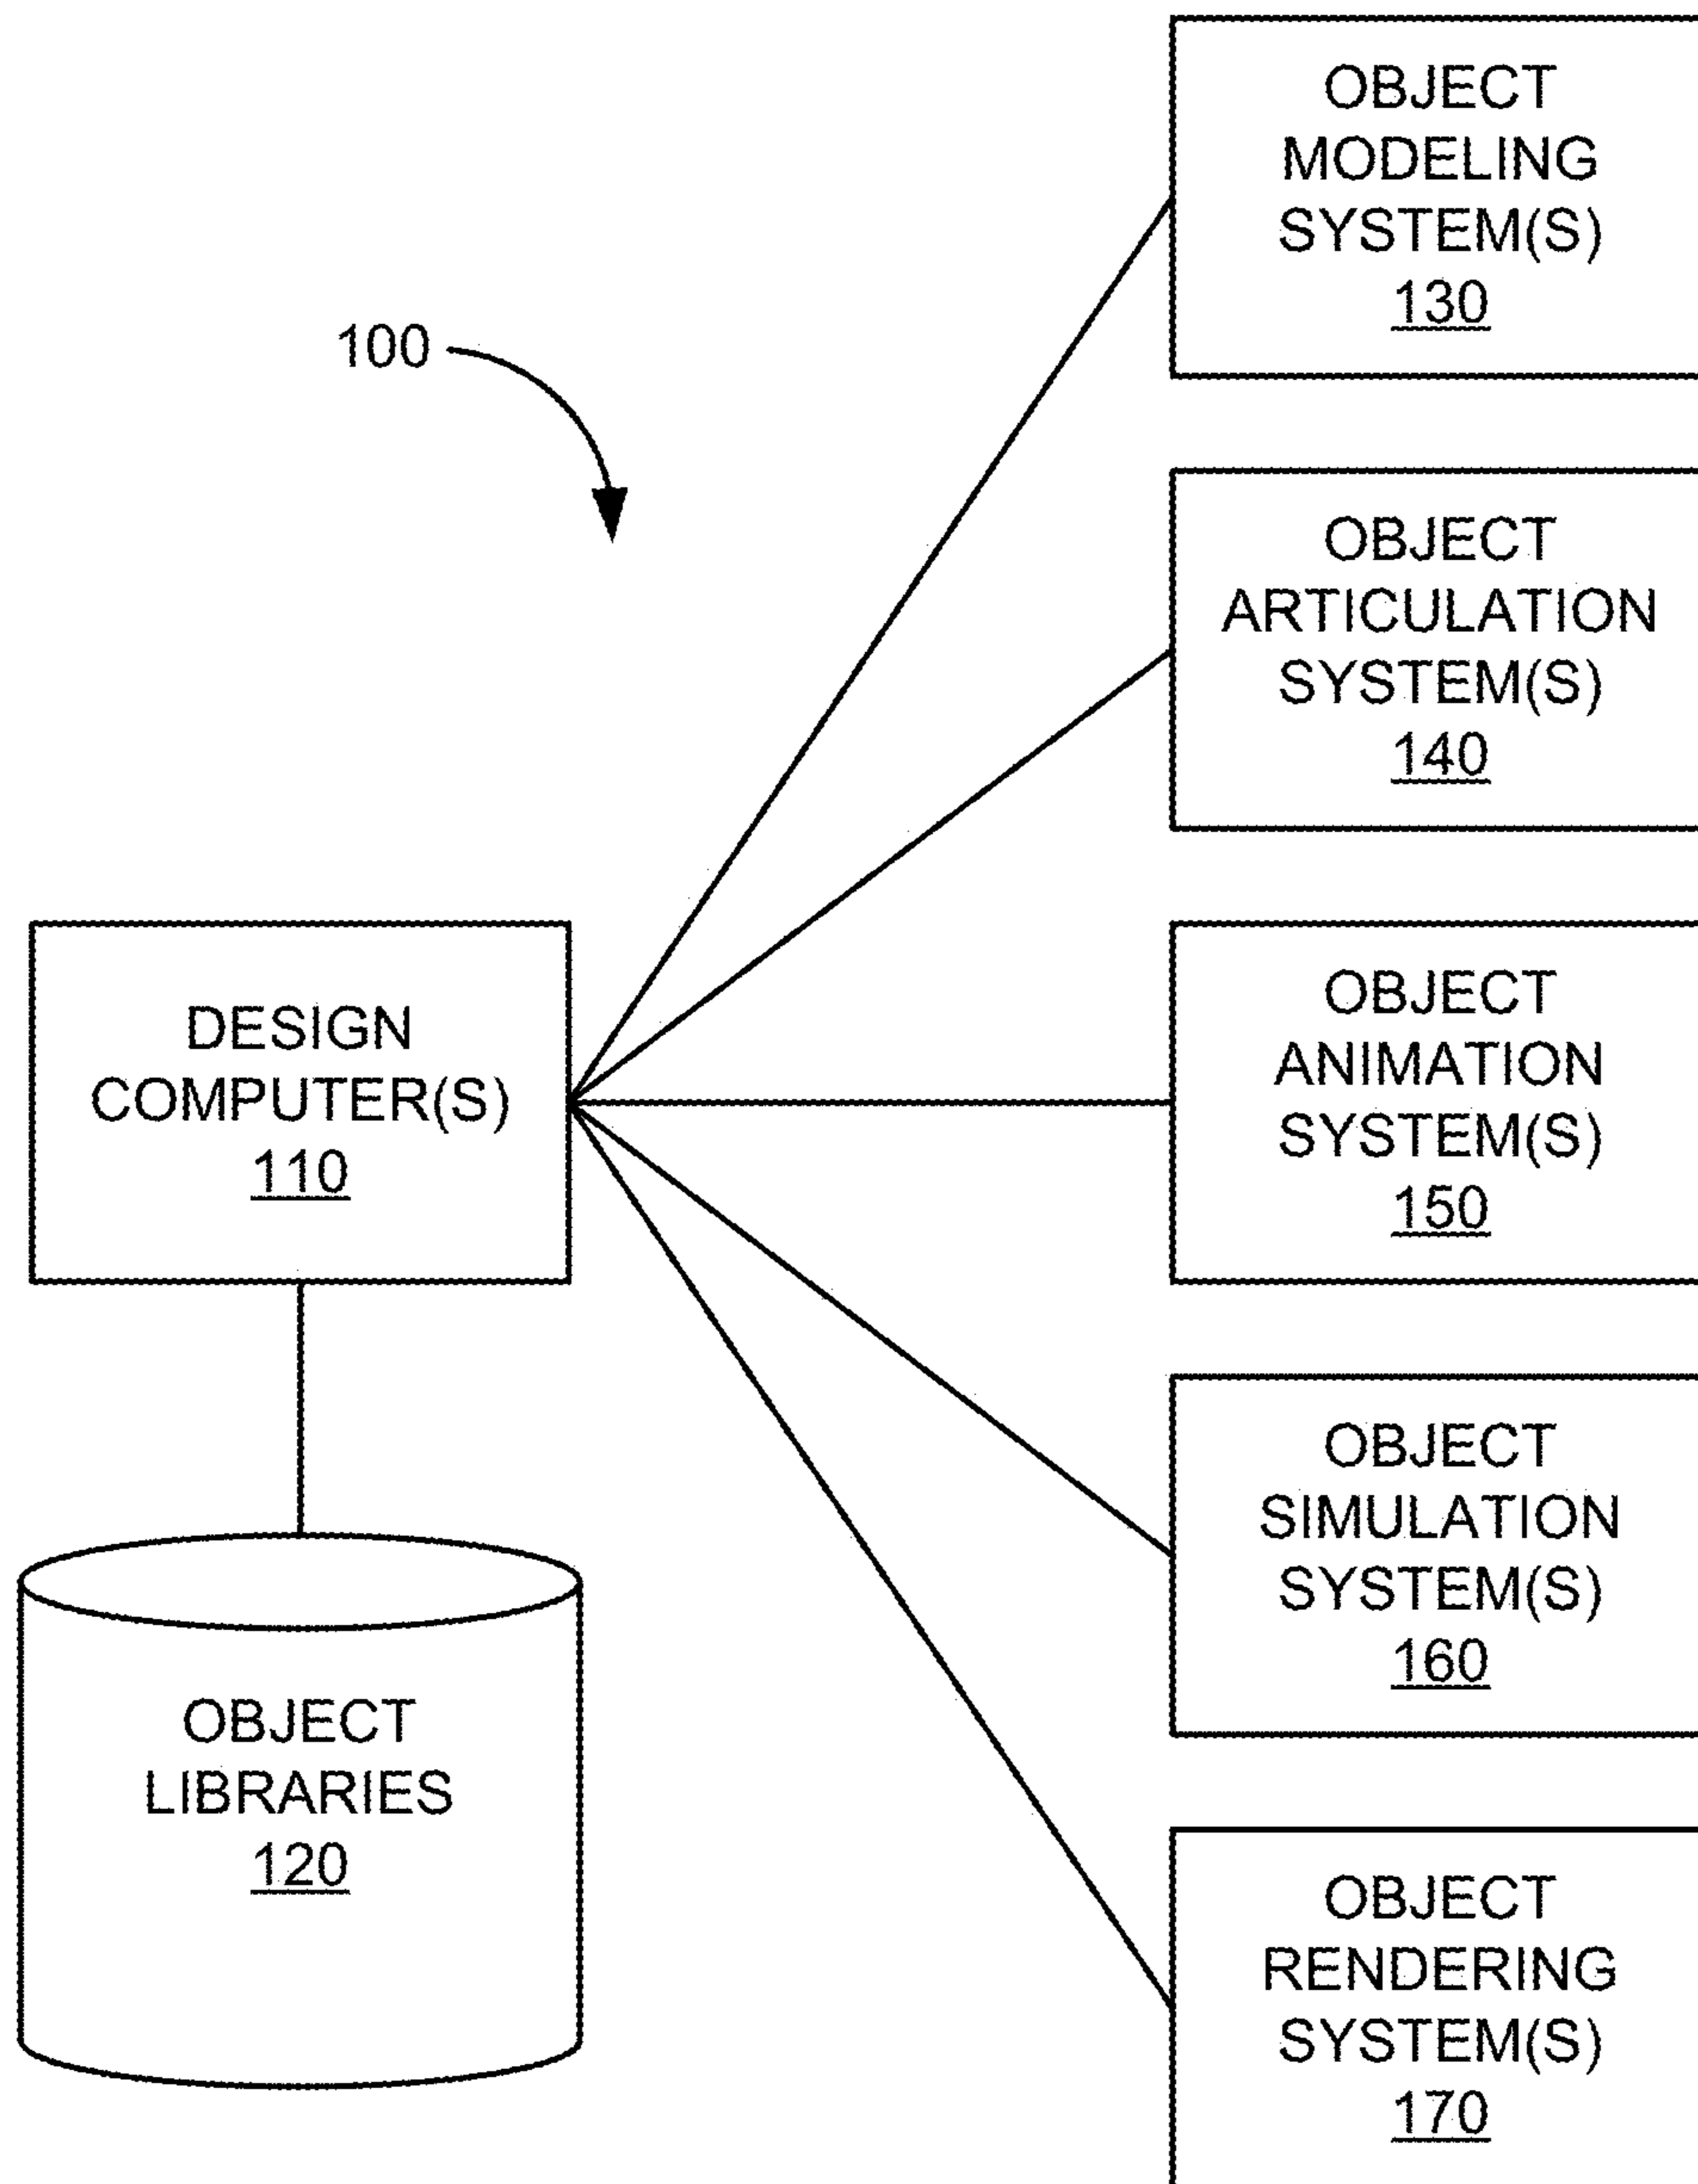 OBJECT
MODELING
SYSTEM(S)
130
100
OBJECT
ARTICULATION
SYSTEM(S)
140
DESIGN
COMPUTER(S)
110
OBJECT
ANIMATION
SYSTEM(S)
150
OBJECT
SIMULATION
SYSTEM(S)
160
OBJECT
LIBRARIES
120
OBJECT
RENDERING
SYSTEM(S)
170